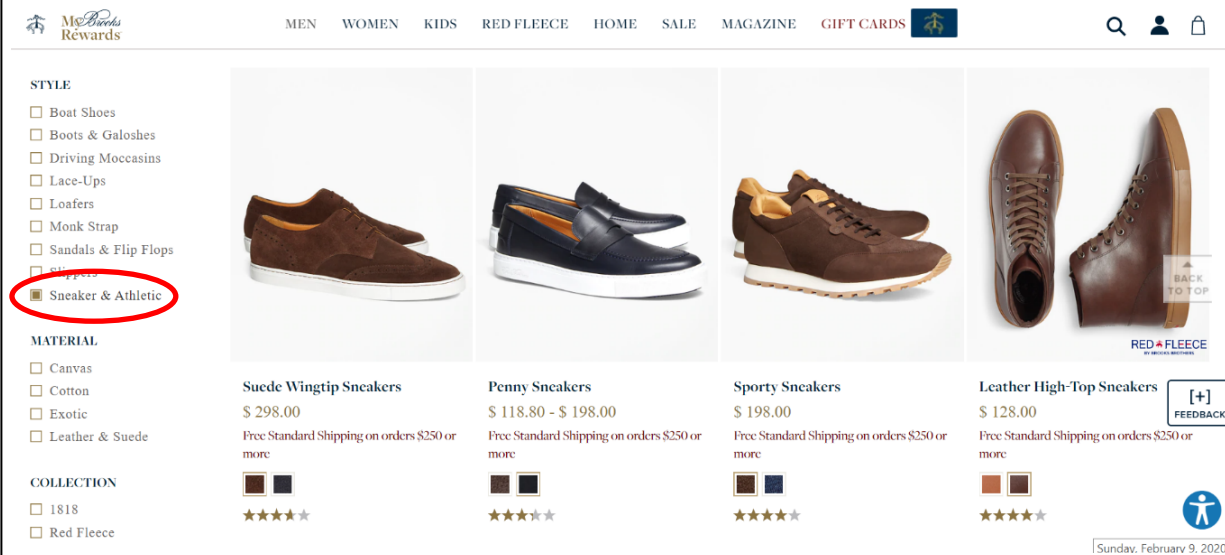 My Brooks
Rewards
MEN WOMEN KIDS RED FLEECE HOME SALE MAGAZINE GIFT CARDS
STYLE
Boat Shoes
Boots & Galoshes
Driving Moccasins
Lace-Ups
Loafers
Monk Strap
Sandals & Flip Flops
Slippers
Sneaker & Athletic
MATERIAL
Canvas
Cotton
Exotic
Leather & Suede
COLLECTION
1818
Red Fleece
BACK
TO TOP
RED FLEECE
BY BROOKS BROTHERS
Suede Wingtip Sneakers
$ 298.00
Free Standard Shipping on orders $250 or
more
Penny Sneakers
$ 118.80 - $ 198.00
Free Standard Shipping on orders $250 or
more
Sporty Sneakers
$ 198.00
Free Standard Shipping on orders $250 or
more
Leather High-Top Sneakers
$ 128.00
Free Standard Shipping on orders $250 or
more
[+]
FEEDBACK
Sunday, February 9, 2020